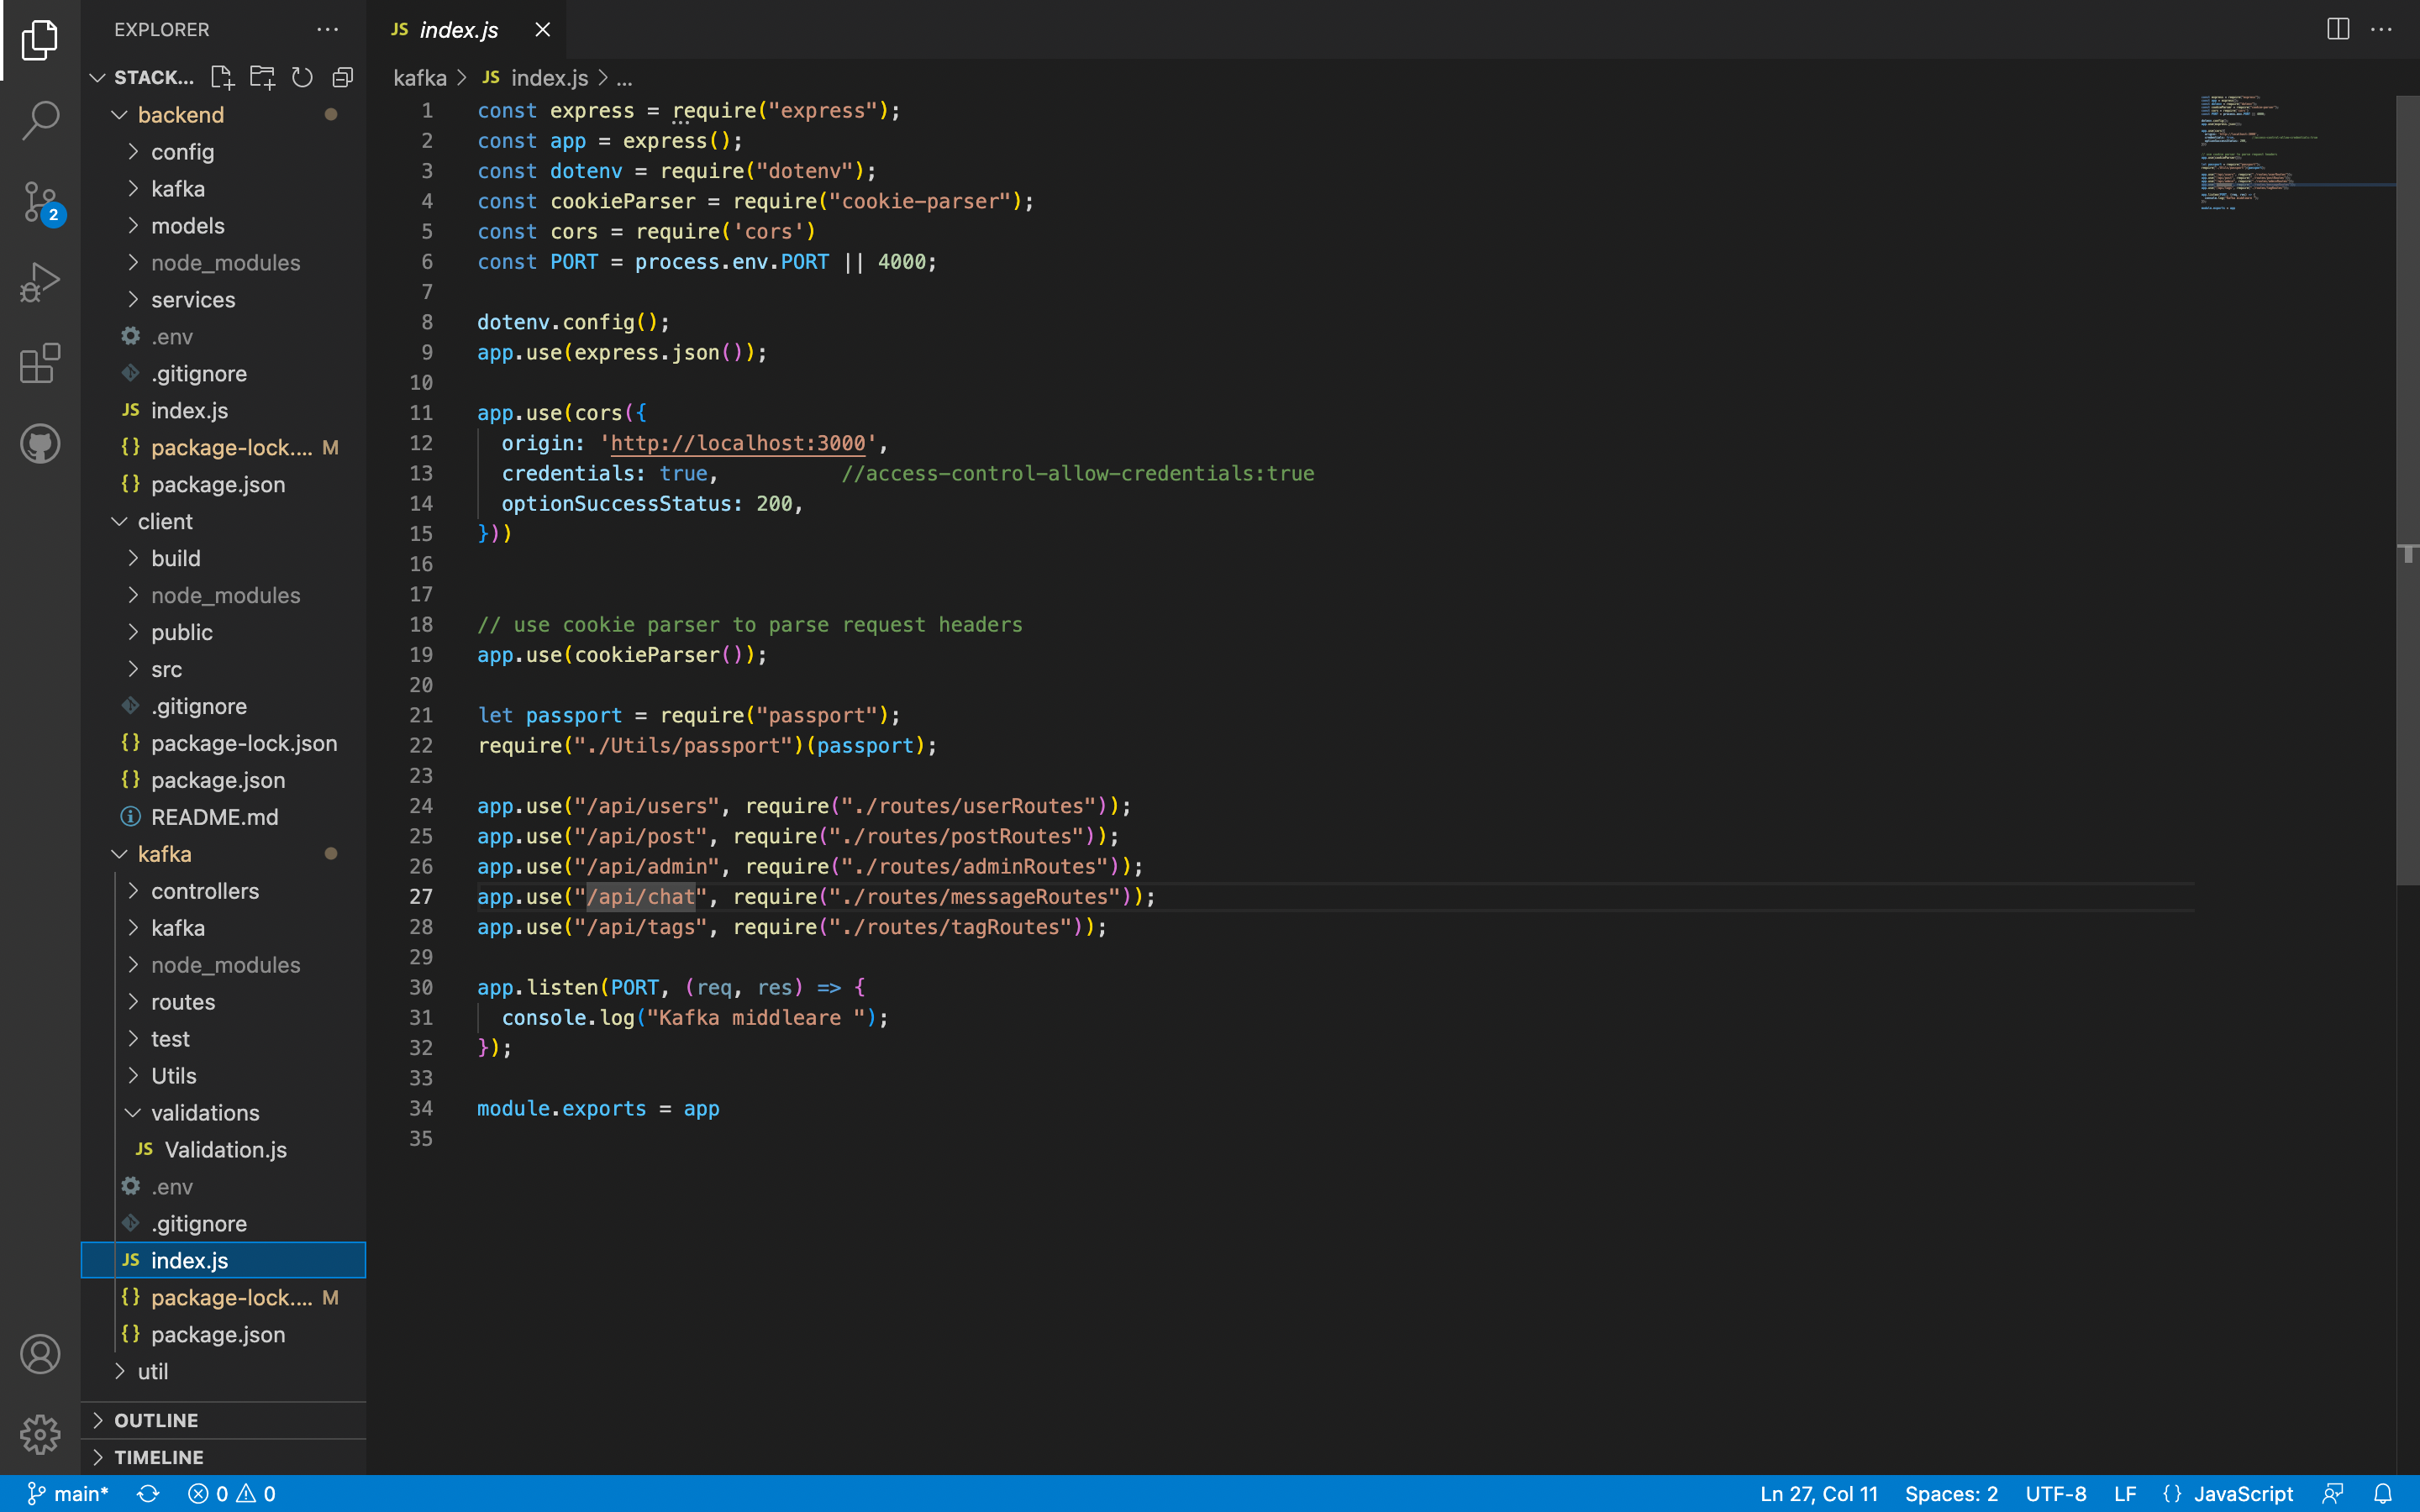 EXPLORER
STACK...
backend
config
kafka
models
node_modules
services
.env
.gitignore
JS index.js
{} package-lock.... M
{} package.json
client
build
node_modules
public
src
.gitignore
{} package-lock.json
{} package.json
README.md
kafka
controllers
kafka
node_modules
routes
test
Utils
validations
JS Validation.js
.env
.gitignore
JS index.js
{} package-lock.... M
{} package.json
util
OUTLINE
TIMELINE
2
JS index.js
kafka > JS index.js > ...
1 const express = require("express");
2 const app = express();
3 const dotenv = require("dotenv");
4 const cookieParser = require("cookie-parser");
5 const cors = require('cors')
6 const PORT = process.env.PORT || 4000;
7
8 dotenv.config();
9 app.use(express.json());
10
11 app.use(cors({
12 origin: 'http://localhost:3000',
13 credentials: true, //access-control-allow-credentials:true
14 optionSuccessStatus: 200,
15 }))
16
17
18 // use cookie parser to parse request headers
19 app.use(cookieParser());
20
21 let passport = require("passport");
22 require("./Utils/passport")(passport);
23
24 app.use("/api/users", require("./routes/userRoutes"));
25 app.use("/api/post", require("./routes/postRoutes"));
26 app.use("/api/admin", require("./routes/adminRoutes"));
27 app.use("/api/chat", require("./routes/messageRoutes"));
28 app.use("/api/tags", require("./routes/tagRoutes"));
29
30 app.listen(PORT, (req, res) => {
31 console.log("Kafka middleare ");
32 });
33
34 module.exports = app
35
main* 0 0 Ln 27, Col 11 Spaces: 2 UTF-8 LF {} JavaScript